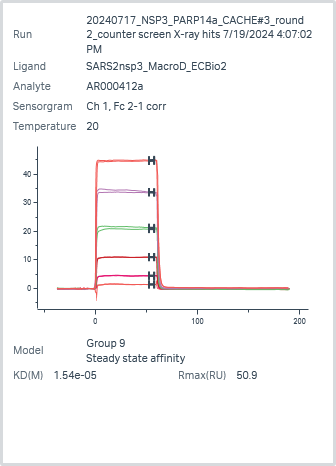 Run 20240717_NSP3_PARP14a_CACHE#3_round
2_counter screen X-ray hits 7/19/2024 4:07:02
PM
Ligand SARS2nsp3_MacroD_ECBio2
Analyte AR000412a
Sensorgram Ch 1, Fc 2-1 corr
Temperature 20
40
30
20
10
0
0 100 200
Model Group 9
Steady state affinity
KD(M) 1.54e-05 Rmax(RU) 50.9